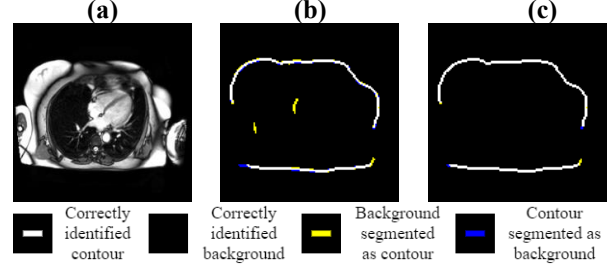 (a) (b) (c)
Correctly identified contour
Correctly identified background
Background segmented as contour
Contour segmented as background